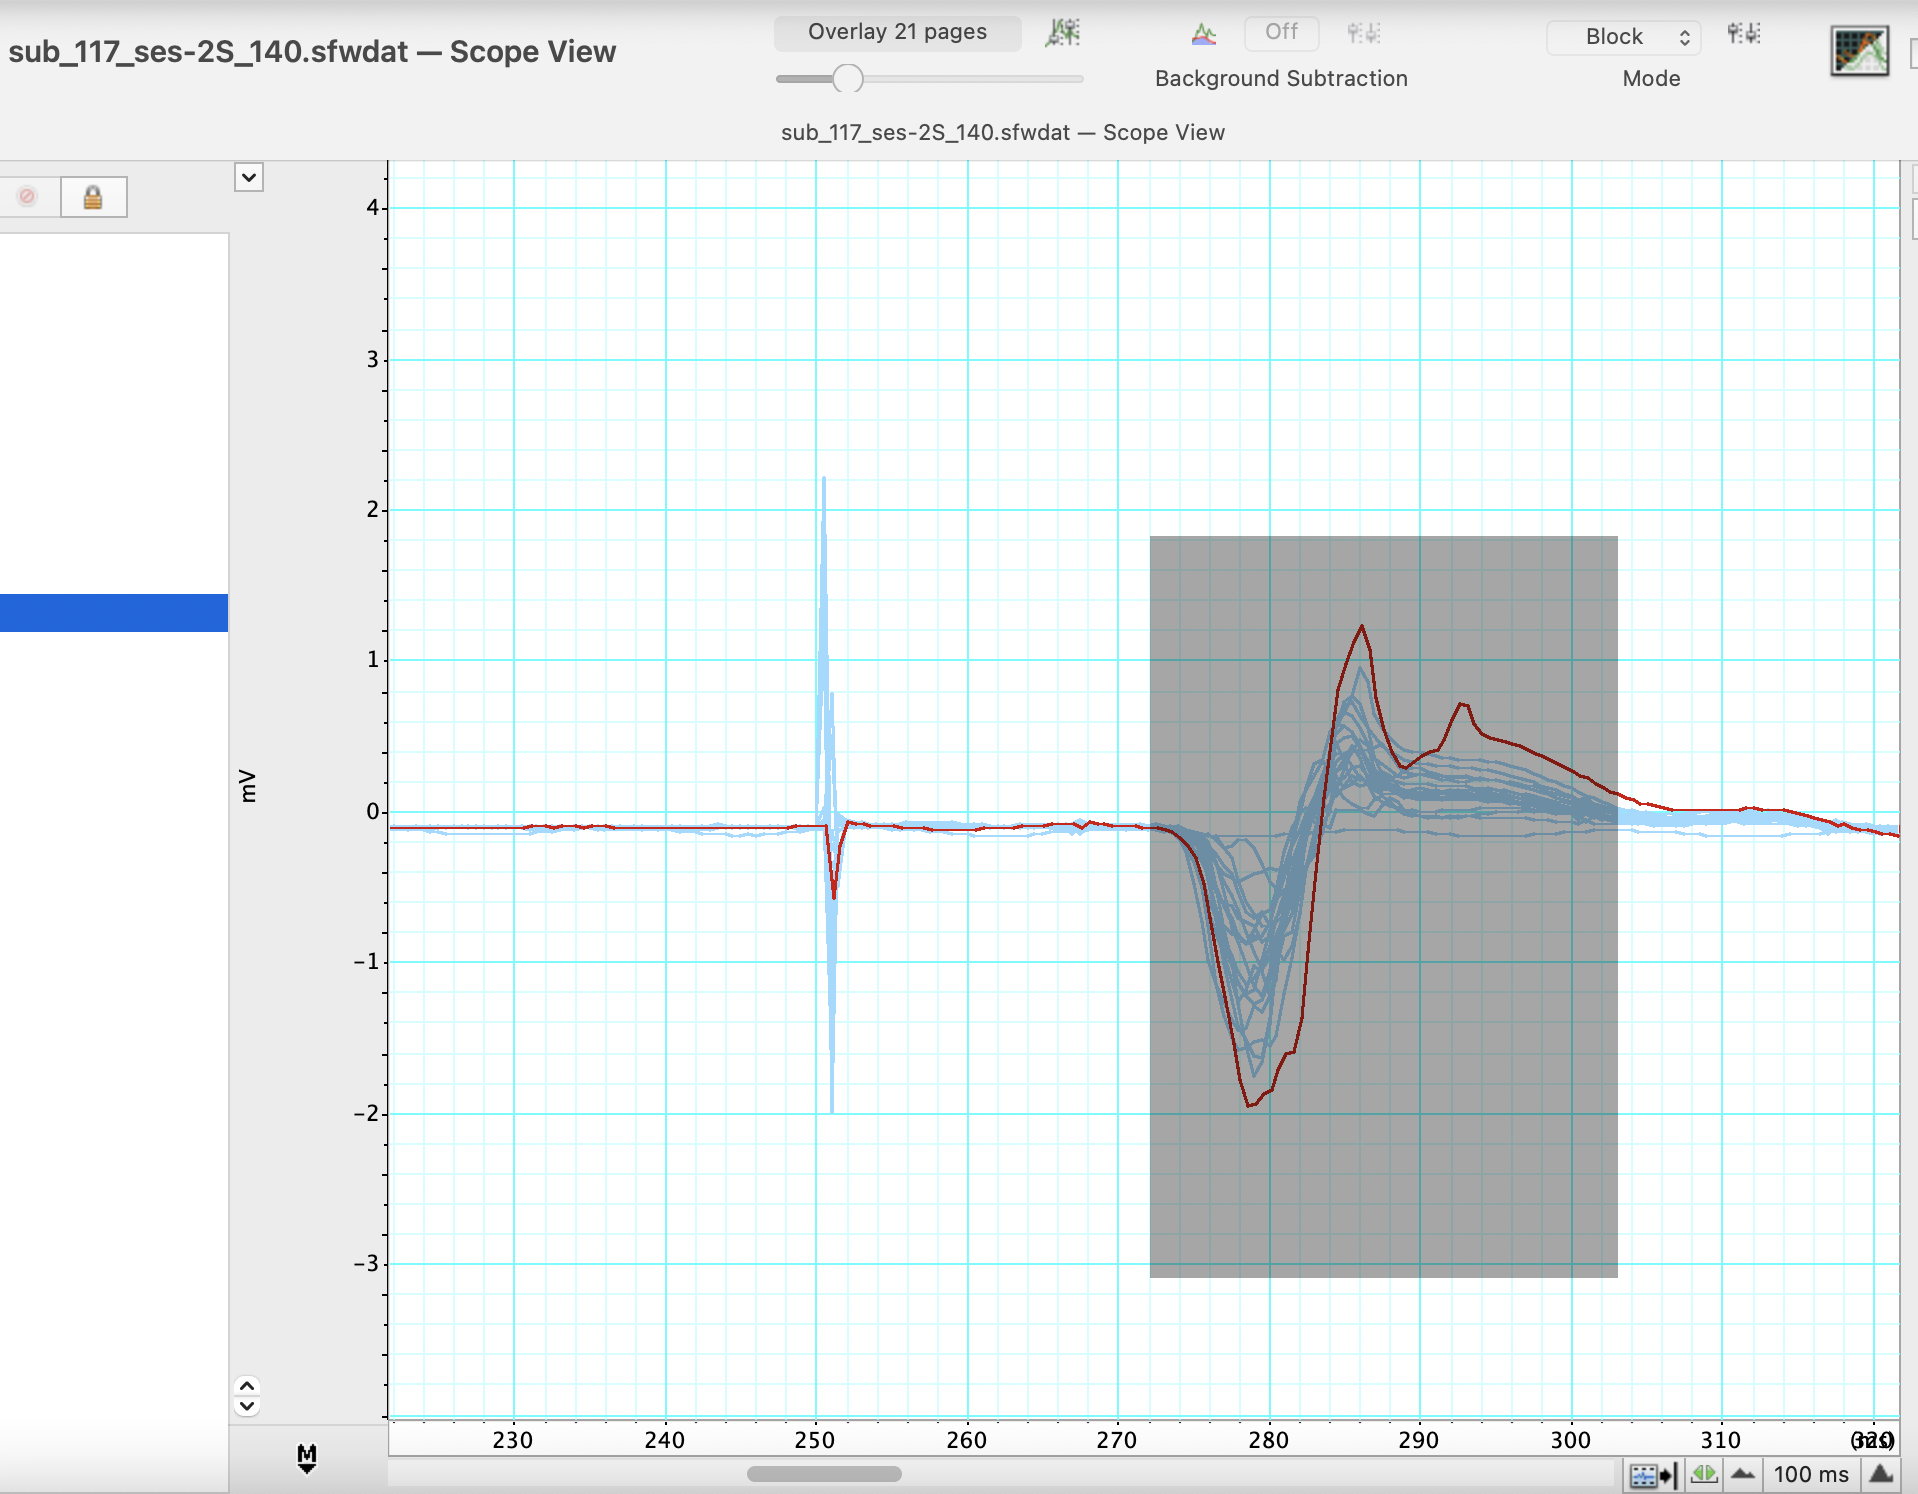 sub_117_ses-2S_140.sfwdat — Scope View
Overlay 21 pages
Off
Block
Background Subtraction
Mode
sub_117_ses-2S_140.sfwdat — Scope View
4
3
2
1
mV
0
−1
−2
−3
M
230 240 250 260 270 280 290 300 310
100 ms